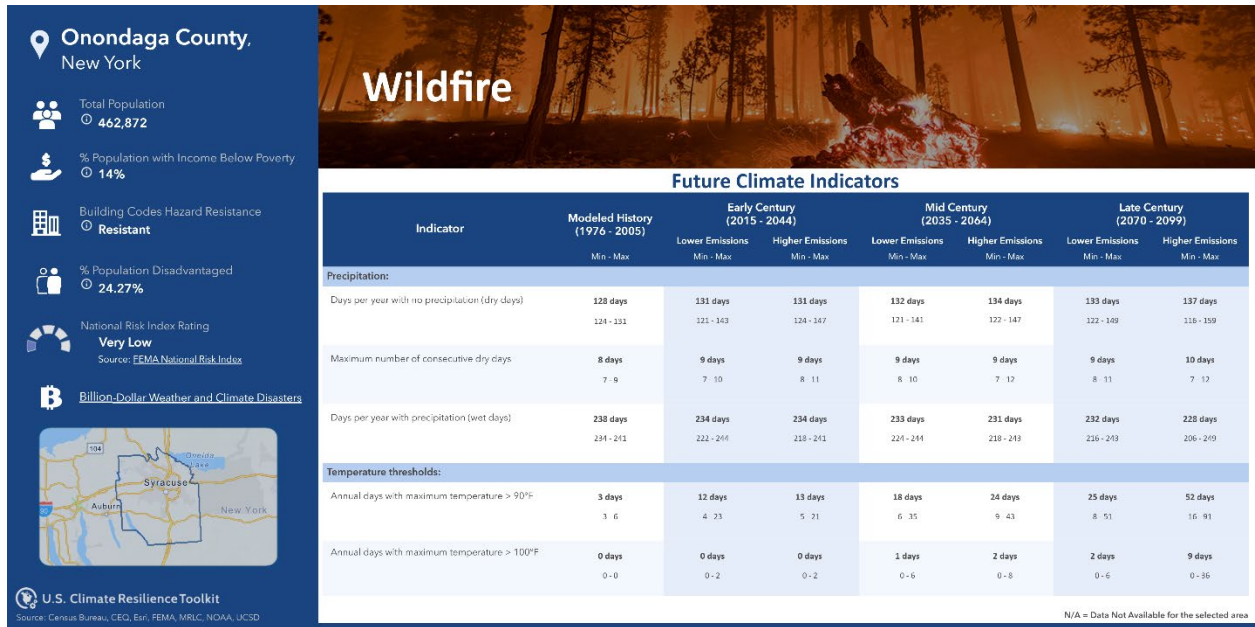 Onondaga County,
New York
Total Population
462,872
% Population with Income Below Poverty
14%
Building Codes Hazard Resistance
Resistant
% Population Disadvantaged
24.27%
National Risk Index Rating
Very Low
Source: FEMA National Risk Index
Billion-Dollar Weather and Climate Disasters
104
Oneida
Lake
Syracuse
Auburn
New York
90
U.S. Climate Resilience Toolkit
Source: Census Bureau, CEQ, Esri, FEMA, MRLC, NOAA, UCSD
Wildfire
Future Climate Indicators
Indicator Modeled History (1976 - 2005) Early Century (2015 - 2044) Mid Century (2035 - 2064) Late Century (2070 - 2099)
Lower Emissions Higher Emissions Lower Emissions Higher Emissions Lower Emissions Higher Emissions
Min - Max Min - Max Min - Max Min - Max Min - Max Min - Max Min - Max
Precipitation:
Days per year with no precipitation (dry days) 128 days 131 days 131 days 132 days 134 days 133 days 137 days
124 - 131 121 - 143 124 - 147 121 - 141 122 - 147 122 - 149 116 - 159
Maximum number of consecutive dry days 8 days 9 days 9 days 9 days 9 days 9 days 10 days
7 - 9 7 - 10 8 - 11 8 - 10 7 - 12 8 - 11 7 - 12
Days per year with precipitation (wet days) 238 days 234 days 234 days 233 days 231 days 232 days 228 days
234 - 241 222 - 244 218 - 241 224 - 244 218 - 243 216 - 243 206 - 249
Temperature thresholds:
Annual days with maximum temperature > 90°F 3 days 12 days 13 days 18 days 24 days 25 days 52 days
3 - 6 4 - 23 5 - 21 6 - 35 9 - 43 8 - 51 16 - 91
Annual days with maximum temperature > 100°F 0 days 0 days 0 days 1 days 2 days 2 days 9 days
0 - 0 0 - 2 0 - 2 0 - 6 0 - 8 0 - 6 0 - 36
N/A = Data Not Available for the selected area